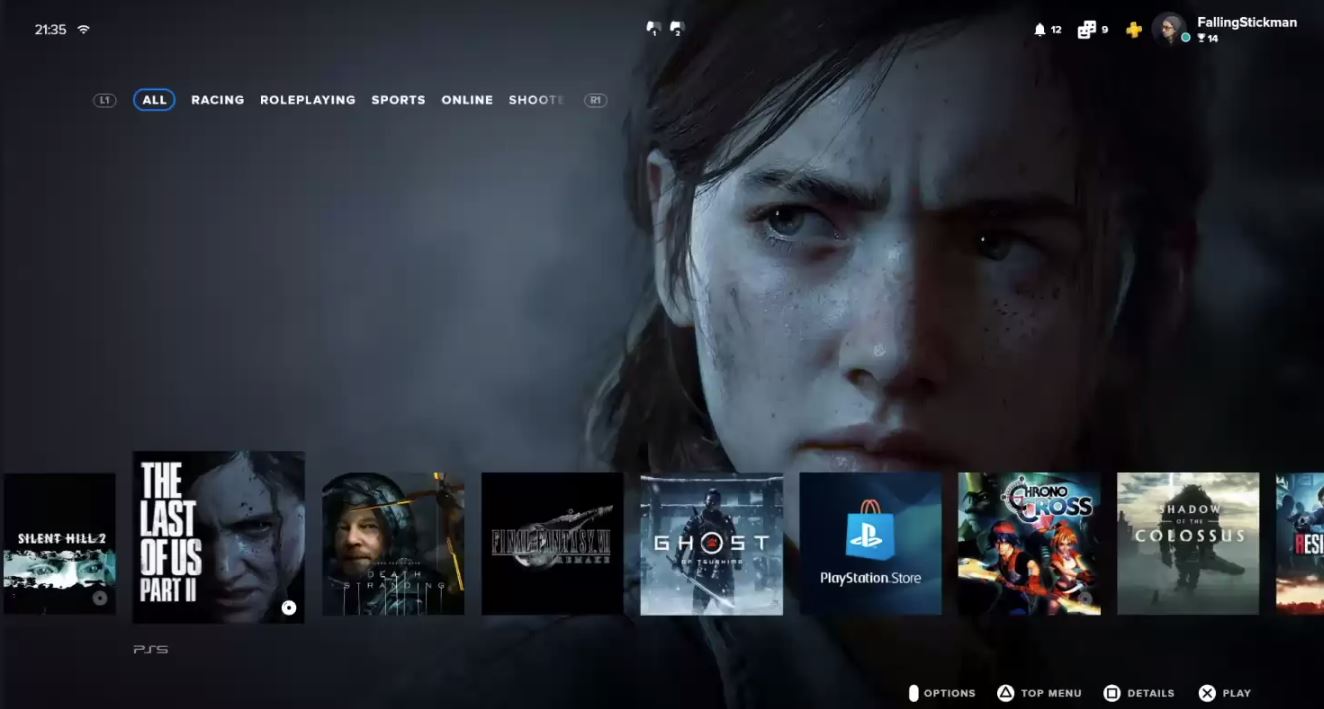 21:35
1 2
12 9
FallingStickman
14
L1 ALL RACING ROLEPLAYING SPORTS ONLINE SHOOTE R1
SILENT HILL 2
THE
LAST
OF US
PART II
DEATH
STRANDING
FINAL FANTASY VII
REMAKE
GHOST
OF TSUSHIMA
PlayStation Store
CHRONO
CROSS
SHADOW
OF THE
COLOSSUS
RESI
PS5
OPTIONS TOP MENU DETAILS PLAY